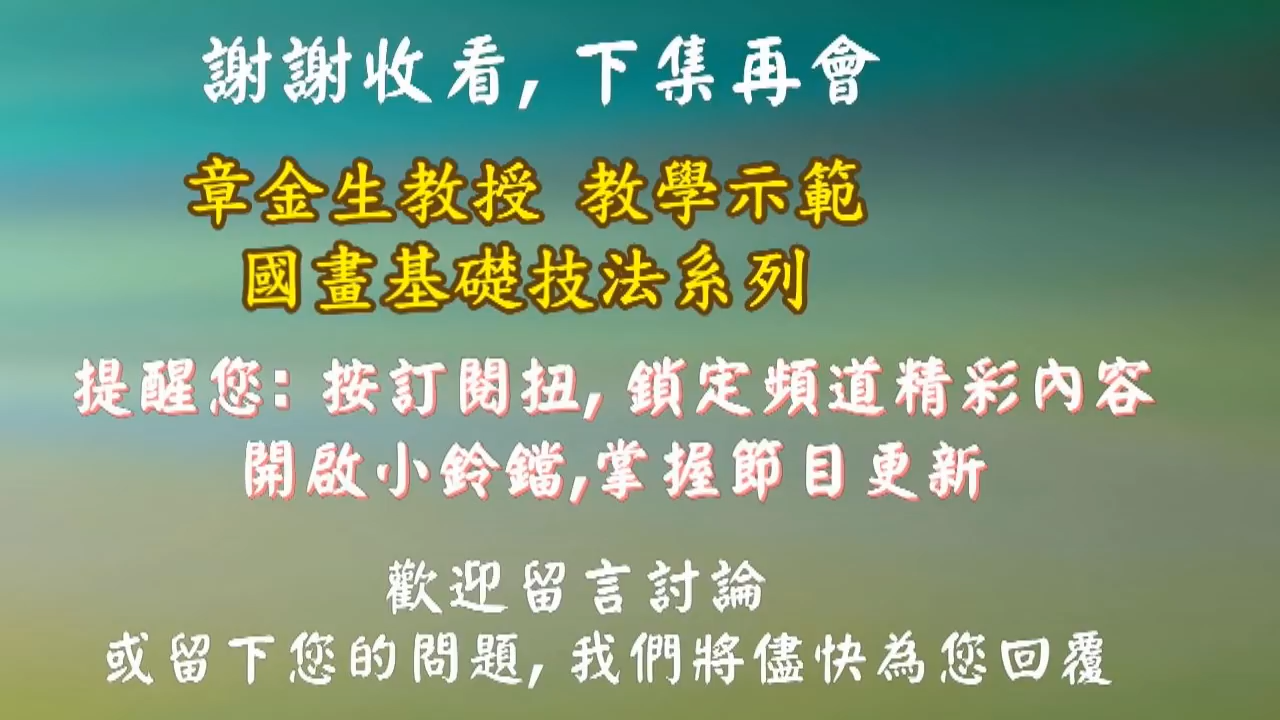 謝謝收看, 下集再會
章金生教授 教學示範
國畫基礎技法系列
提醒您: 按訂閱扭, 鎖定頻道精彩內容
開啟小鈴鐺,掌握節目更新
歡迎留言討論
或留下您的問題, 我們將儘快為您回覆